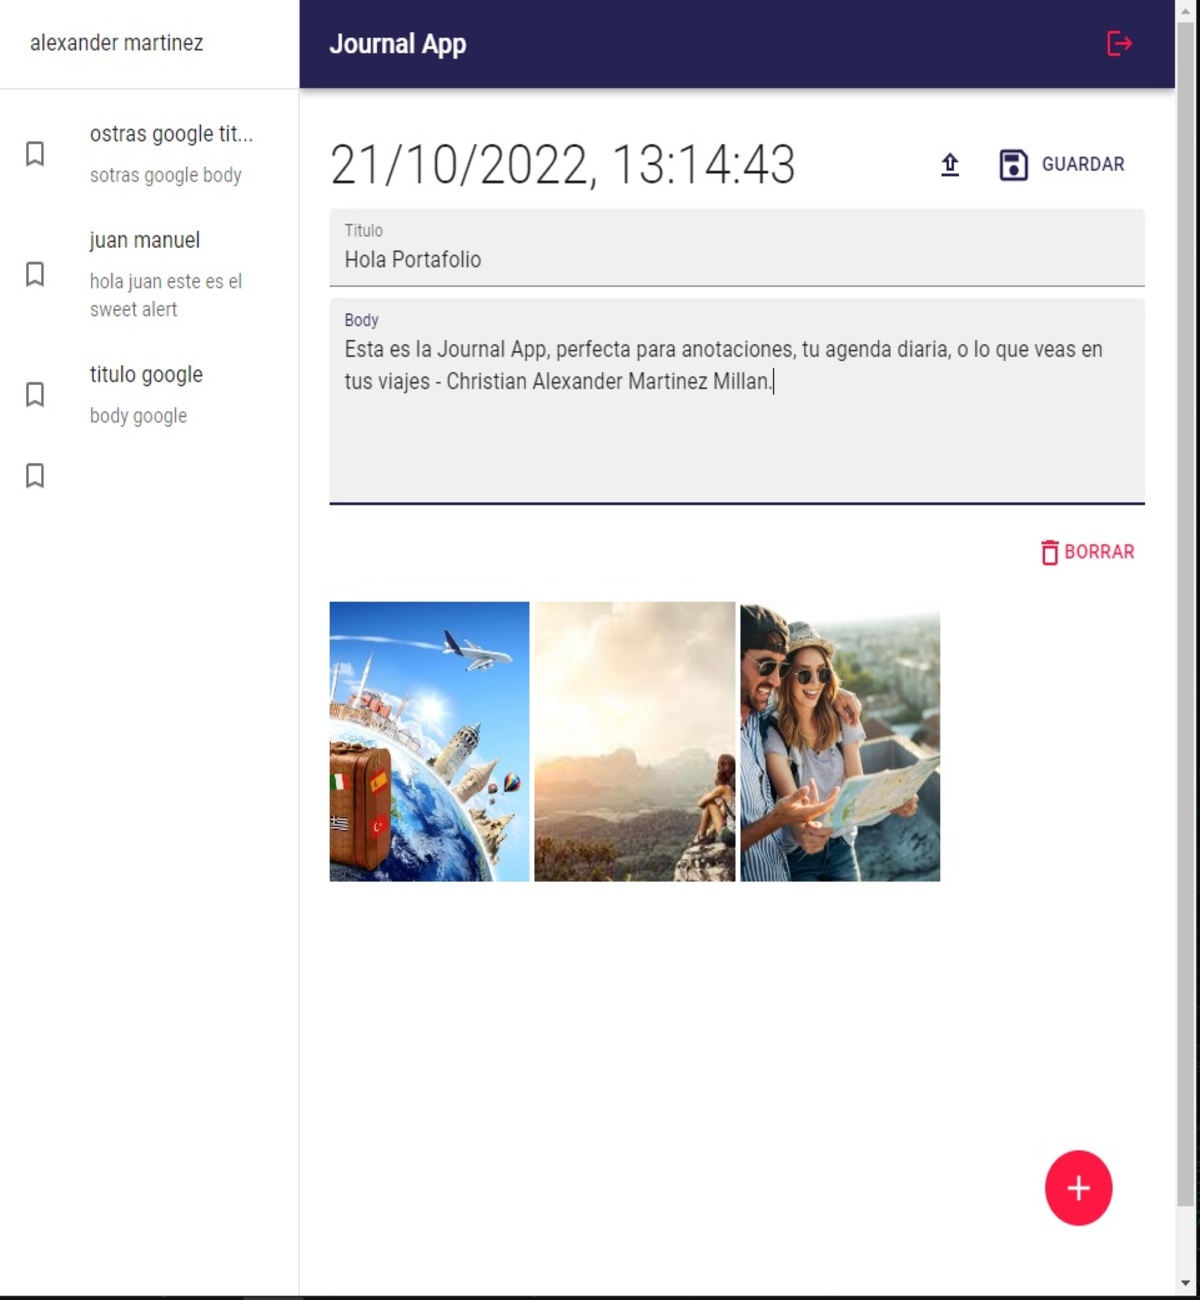 alexander martinez
Journal App
ostras google tit...
sotras google body
juan manuel
hola juan este es el
sweet alert
titulo google
body google
21/10/2022, 13:14:43
GUARDAR
Título
Hola Portafolio
Body
Esta es la Journal App, perfecta para anotaciones, tu agenda diaria, o lo que veas en
tus viajes - Christian Alexander Martinez Millan.
BORRAR